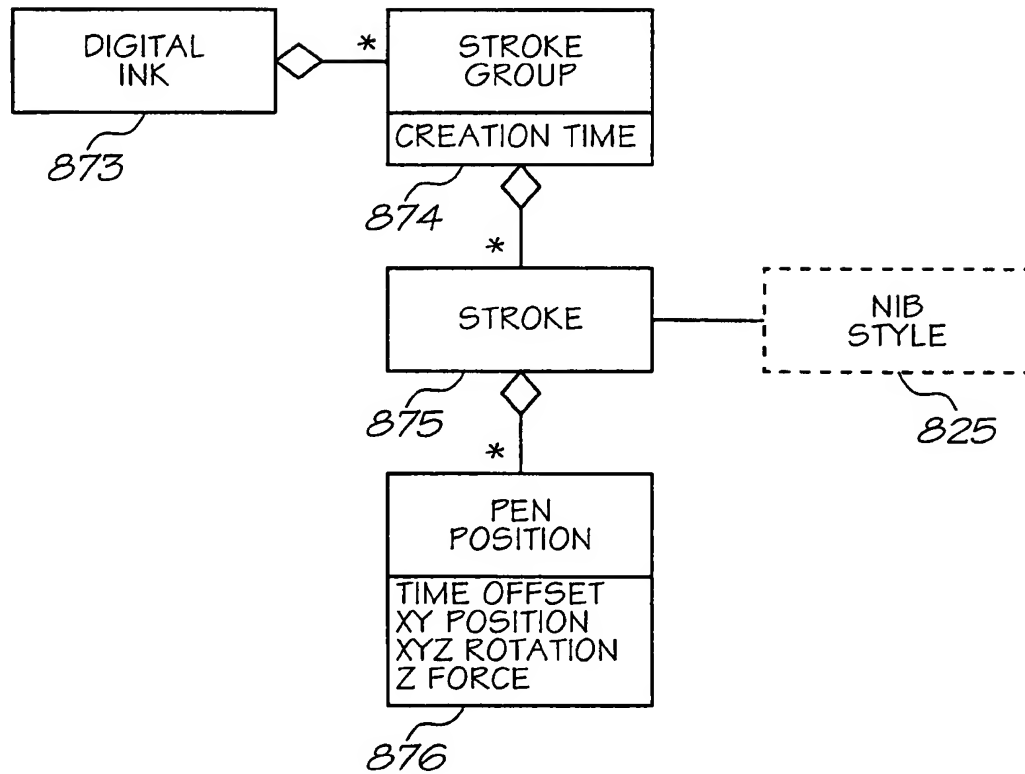 DIGITAL
INK
873
*
STROKE
GROUP
CREATION TIME
874
*
STROKE
875
NIB
STYLE
825
*
PEN
POSITION
TIME OFFSET
XY POSITION
XYZ ROTATION
Z FORCE
876